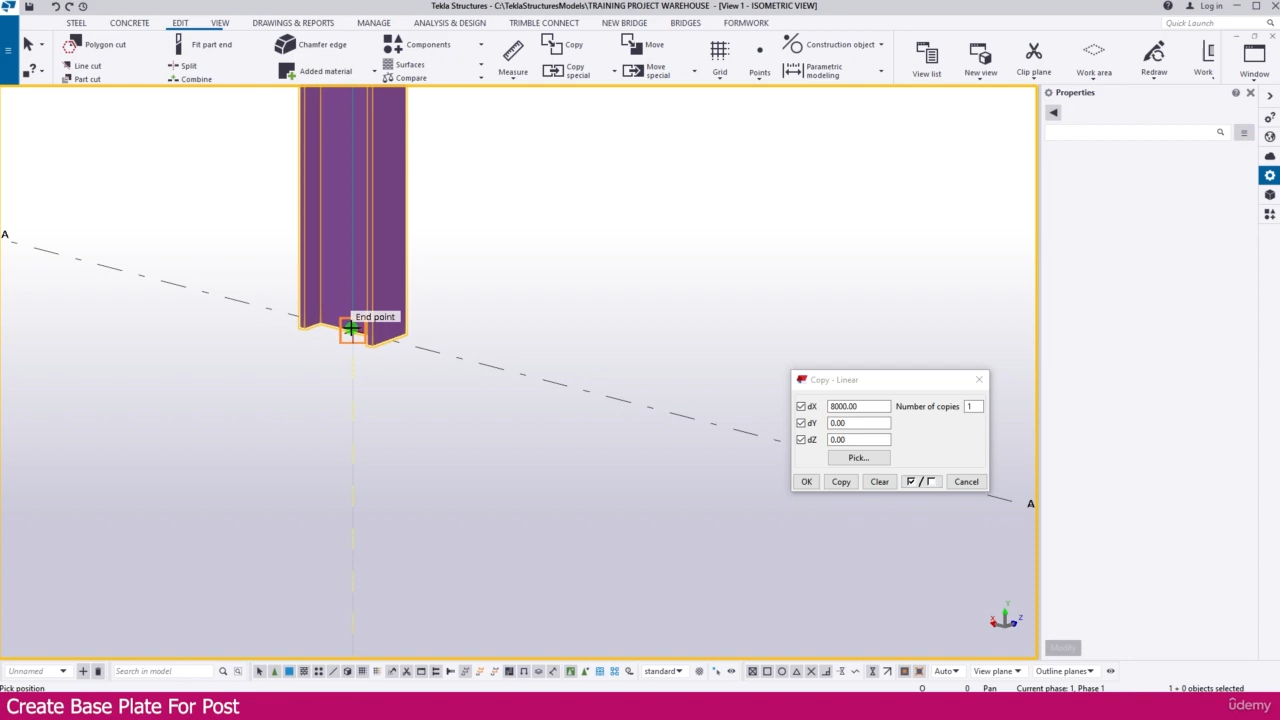 Tekla Structures - C:\TeklaStructuresModels\TRAINING PROJECT WAREHOUSE - [View 1 - ISOMETRIC VIEW]
Log in
STEEL CONCRETE EDIT VIEW DRAWINGS & REPORTS MANAGE ANALYSIS & DESIGN TRIMBLE CONNECT NEW BRIDGE BRIDGES FORMWORK
Quick Launch
Polygon cut
Line cut
Part cut
Fit part end
Split
Combine
Chamfer edge
Added material
Components
Surfaces
Compare
Measure
Copy
Copy special
Move
Move special
Grid
Points
Construction object
Parametric modeling
View list
New view
Clip plane
Work area
Redraw
Work
Window
Properties
A
End point
Copy - Linear
dX 8000.00 Number of copies 1
dY 0.00
dZ 0.00
Pick...
OK Copy Clear / Cancel
A
Y
X
Z
Modify
Unnamed Search in model standard Auto View plane Outline planes
Pick position O 0 Pan Current phase: 1, Phase 1 1 + 0 objects selected
Create Base Plate For Post
ûdemy